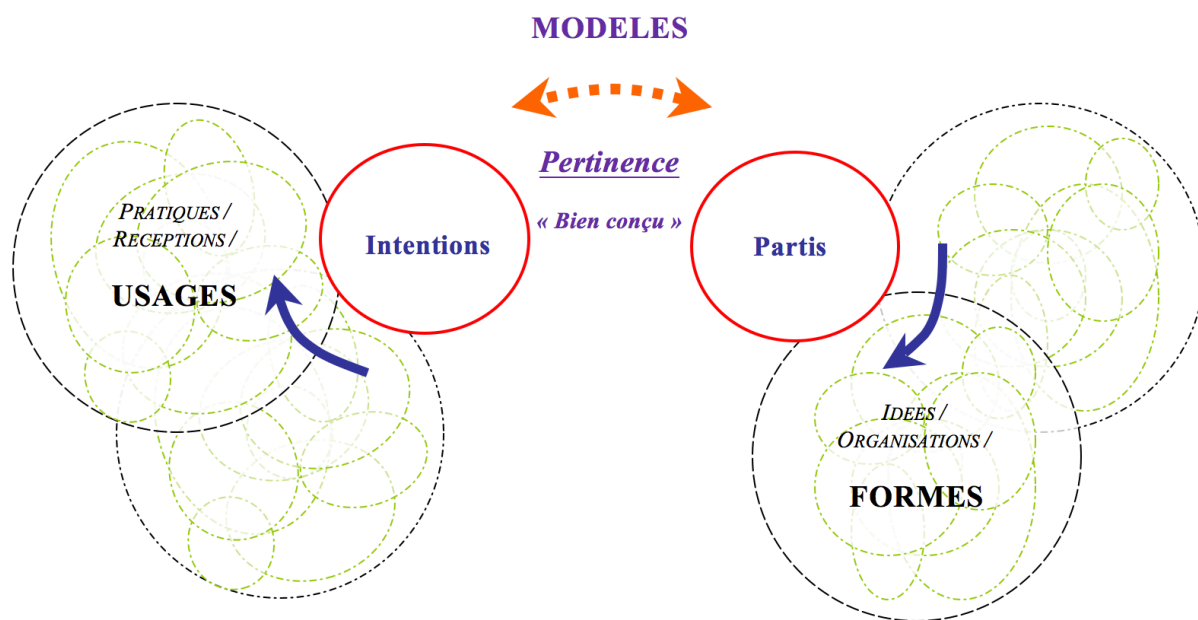 MODELES
Pertinence
« Bien conçu »
PRATIQUES /
RECEPTIONS /
USAGES
Intentions
Partis
IDEES /
ORGANISATIONS /
FORMES